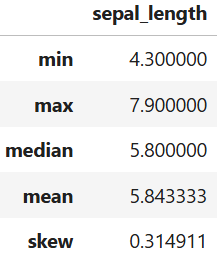 sepal_length
min 4.300000
max 7.900000
median 5.800000
mean 5.843333
skew 0.314911